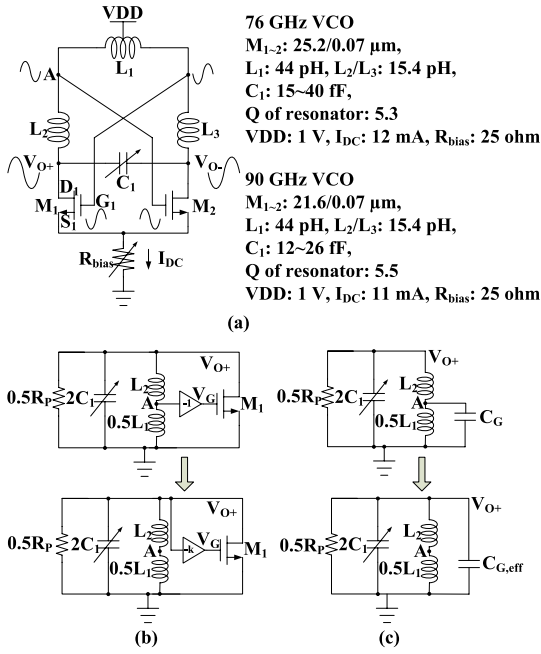 (a)
VDD
L1
A
L2
L3
VO+
VO-
C1
D1
G1
M1
S1
M2
Rbias
IDC
76 GHz VCO
M1~2: 25.2/0.07 µm,
L1: 44 pH, L2/L3: 15.4 pH,
C1: 15~40 fF,
Q of resonator: 5.3
VDD: 1 V, IDC: 12 mA, Rbias: 25 ohm
90 GHz VCO
M1~2: 21.6/0.07 µm,
L1: 44 pH, L2/L3: 15.4 pH,
C1: 12~26 fF,
Q of resonator: 5.5
VDD: 1 V, IDC: 11 mA, Rbias: 25 ohm
VO+
L2
0.5RP
2C1
A
-1
VG
M1
0.5L1
VO+
L2
0.5RP
2C1
A
-k
VG
M1
0.5L1
(b)
VO+
L2
0.5RP
2C1
A
0.5L1
CG
VO+
L2
0.5RP
2C1
A
0.5L1
CG,eff
(c)